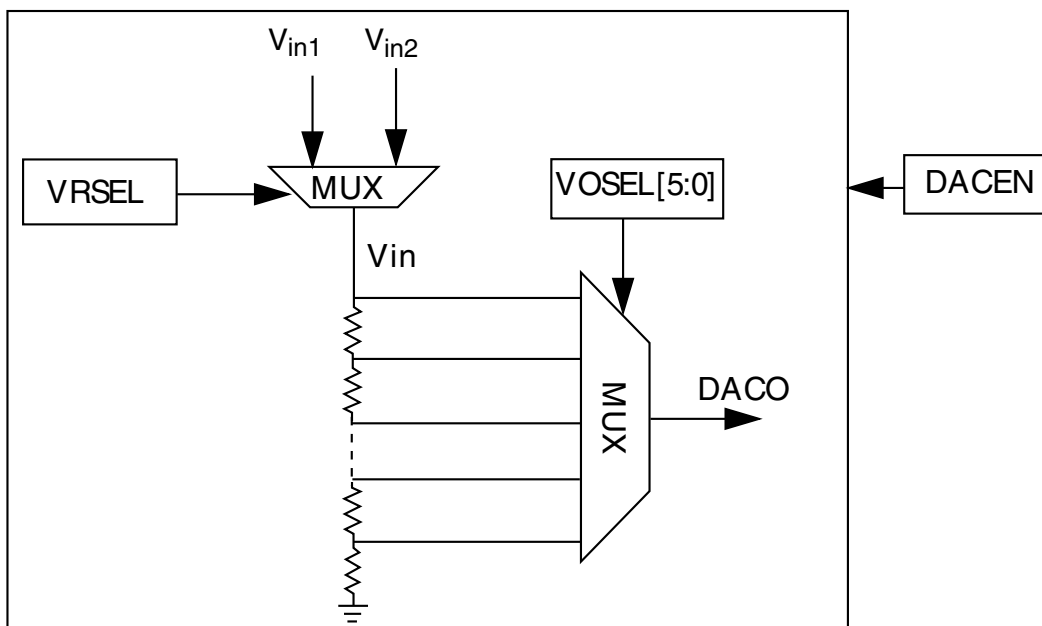 Vin1
Vin2
VRSEL
MUX
VOSEL[5:0]
DACEN
Vin
MUX
DACO